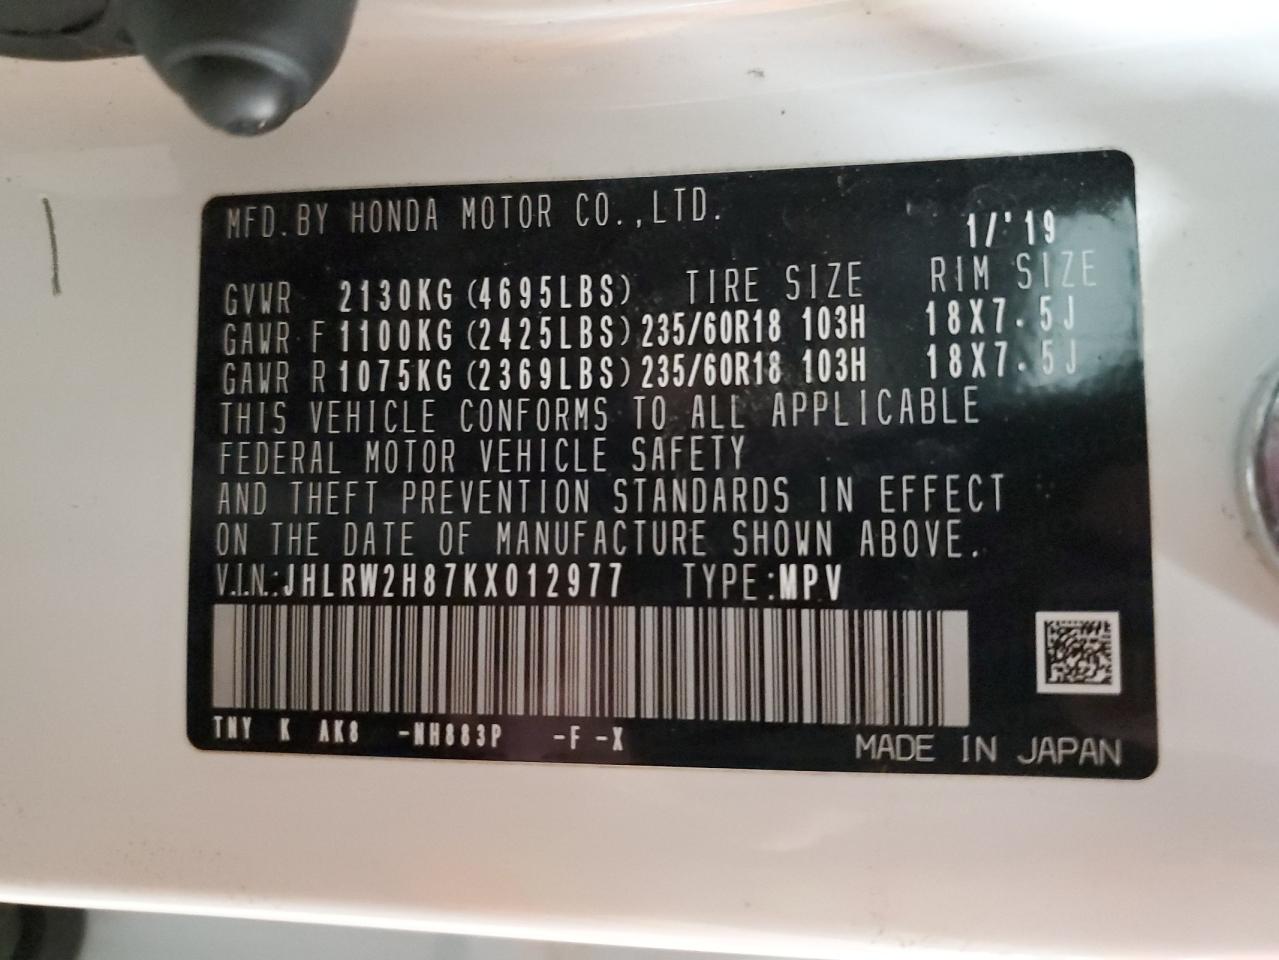 MFD.BY HONDA MOTOR CO.,LTD. 1/'19
GVWR 2130KG (4695LBS) TIRE SIZE RIM SIZE
GAWR F 1100KG (2425LBS) 235/60R18 103H 18X7.5J
GAWR R 1075KG (2369LBS) 235/60R18 103H 18X7.5J
THIS VEHICLE CONFORMS TO ALL APPLICABLE
FEDERAL MOTOR VEHICLE SAFETY
AND THEFT PREVENTION STANDARDS IN EFFECT
ON THE DATE OF MANUFACTURE SHOWN ABOVE.
V.I.N.:JHLRW2H87KX012977 TYPE:MPV
TNY K AK8 -NH883P -F -X
MADE IN JAPAN